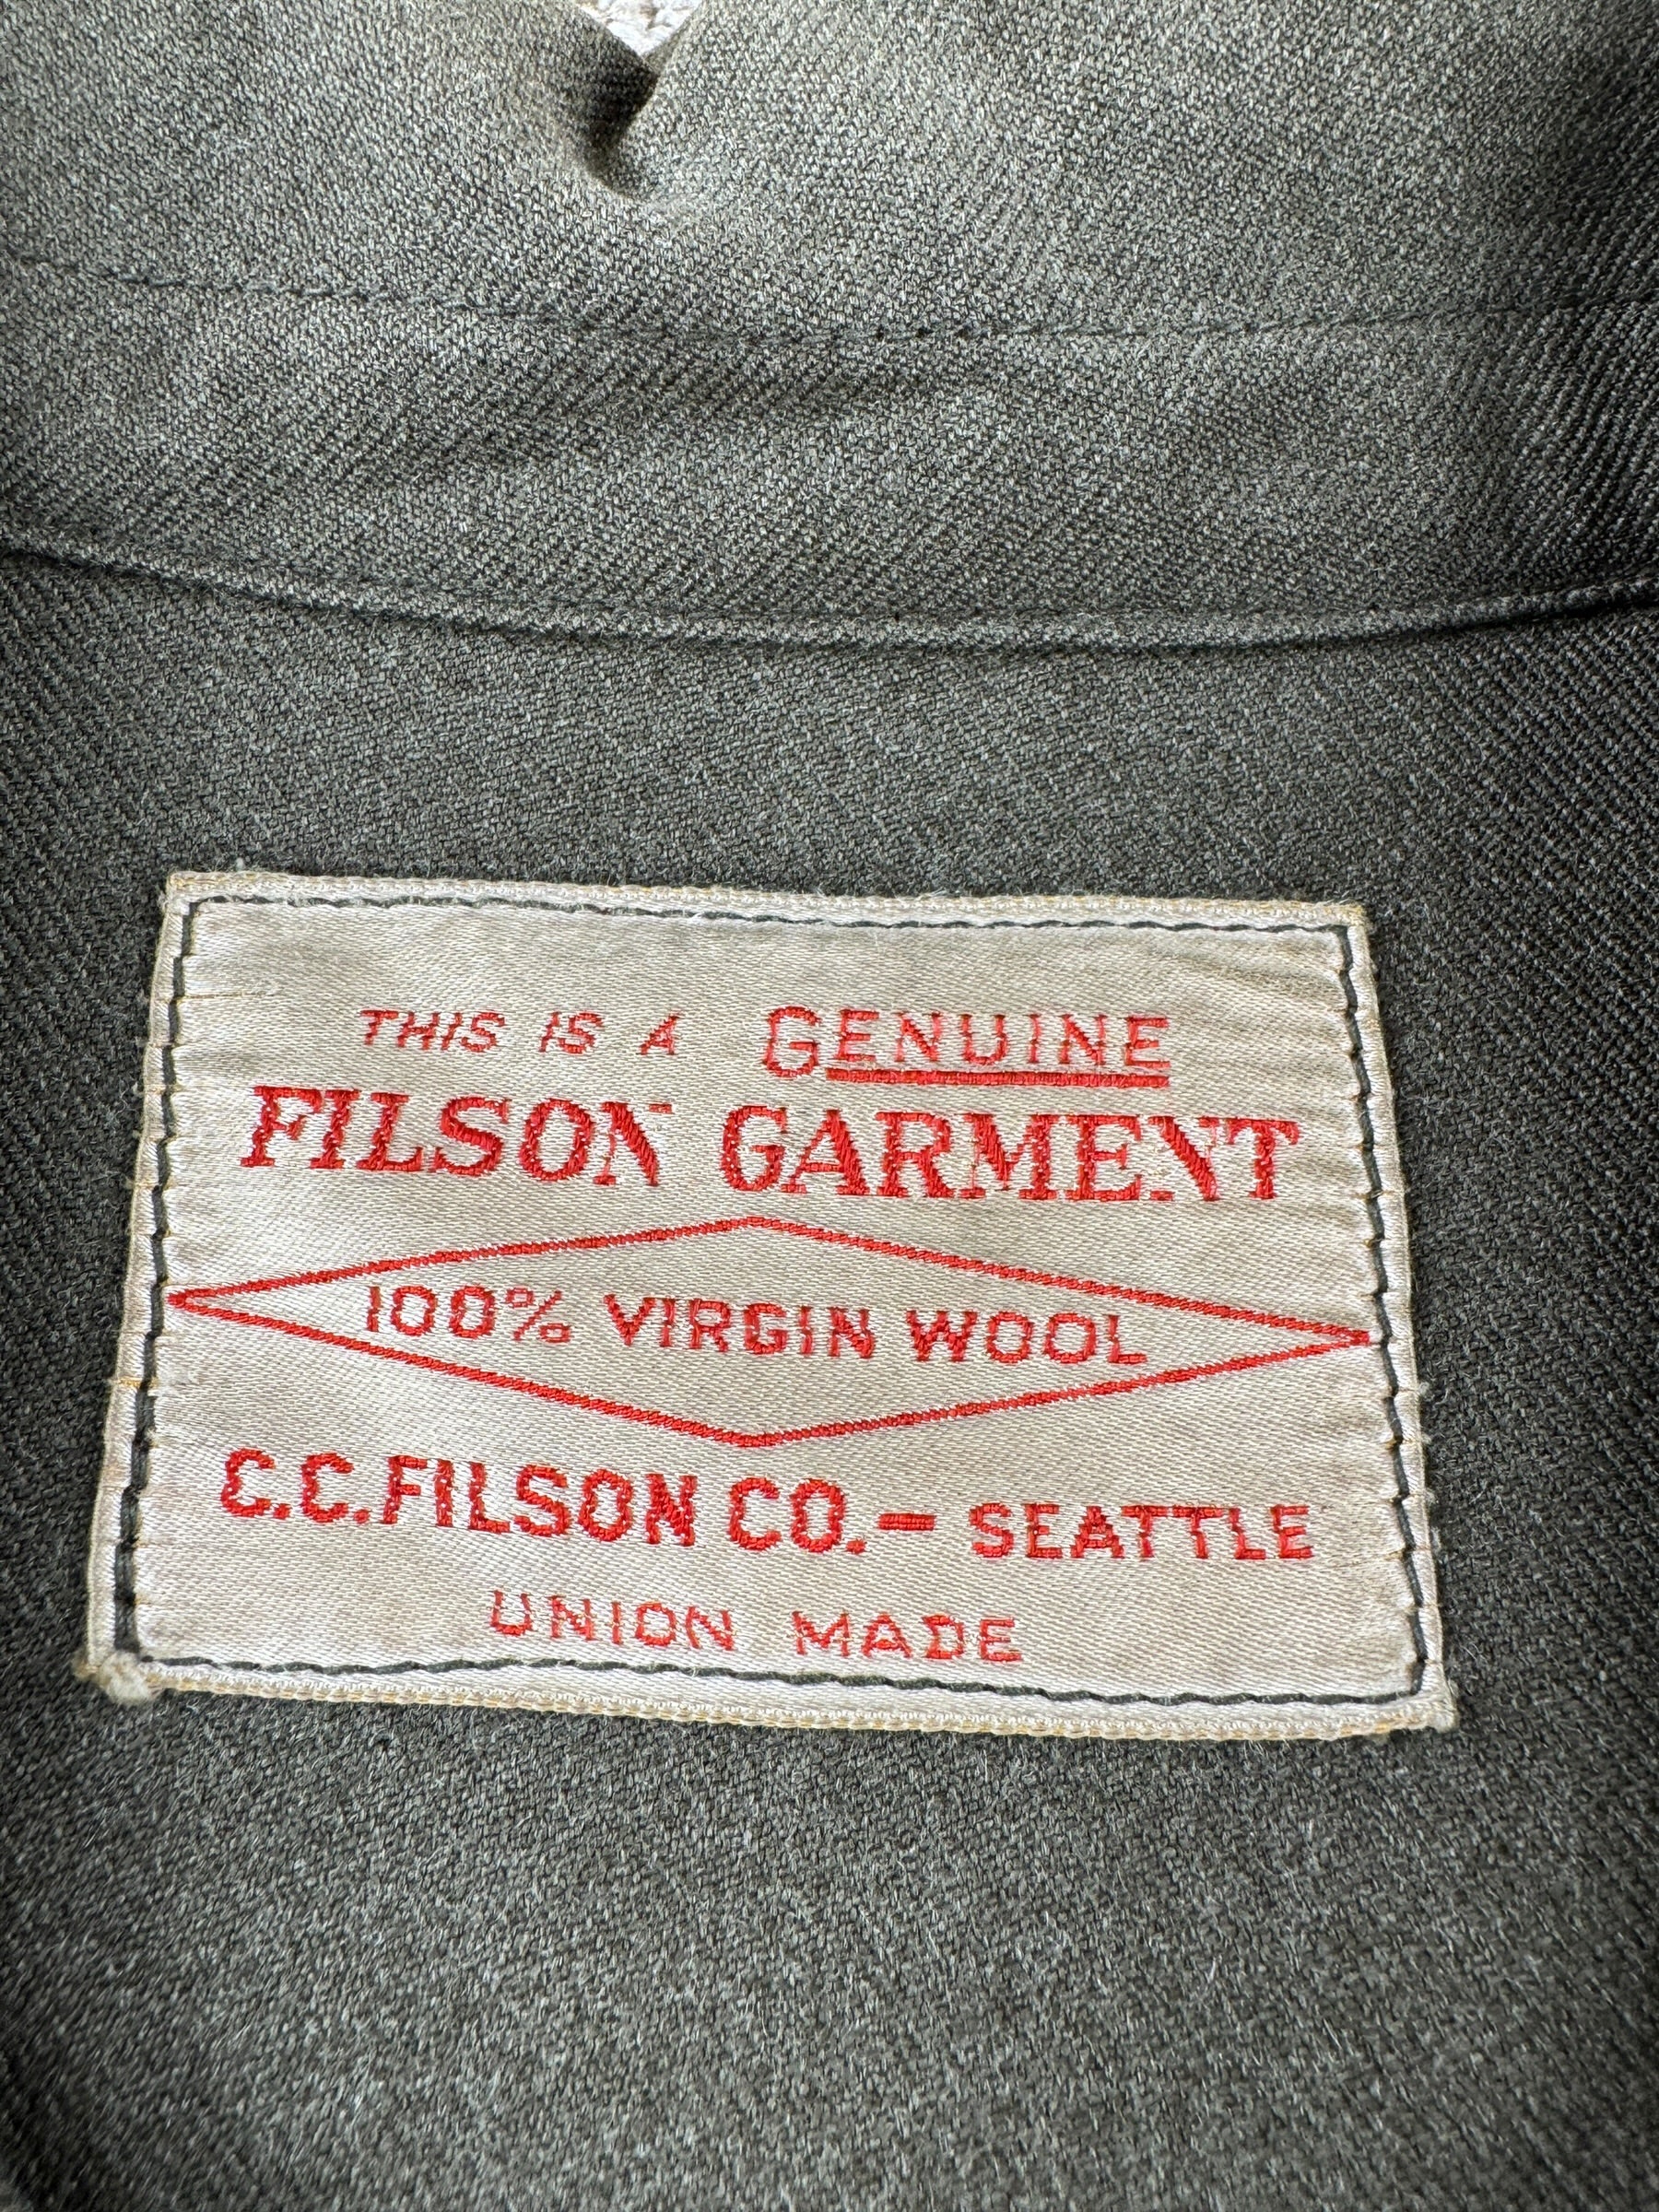 THIS IS A GENUINE
FILSON GARMENT
100% VIRGIN WOOL
C.C. FILSON CO. – SEATTLE
UNION MADE